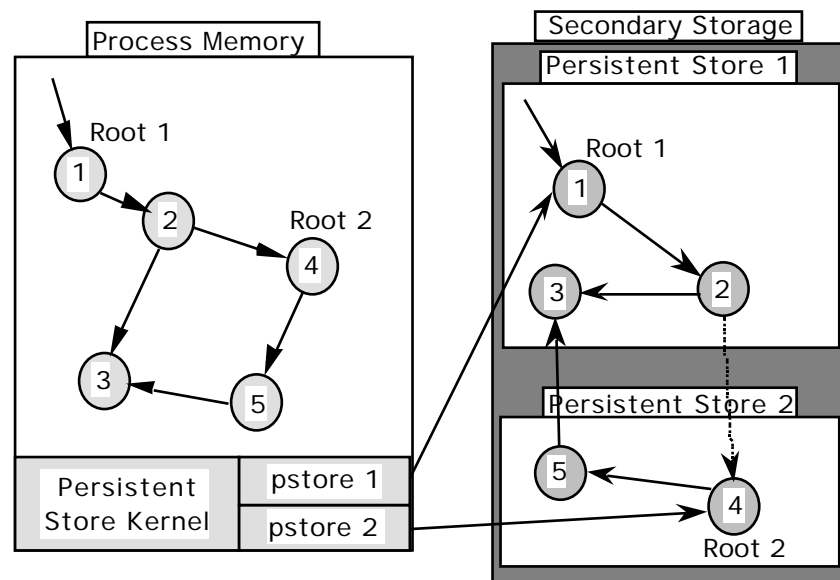 Process Memory
Root 1
1
2
Root 2
4
3
5
Persistent
Store Kernel
pstore 1
pstore 2
Secondary Storage
Persistent Store 1
Root 1
1
3
2
Persistent Store 2
5
4
Root 2